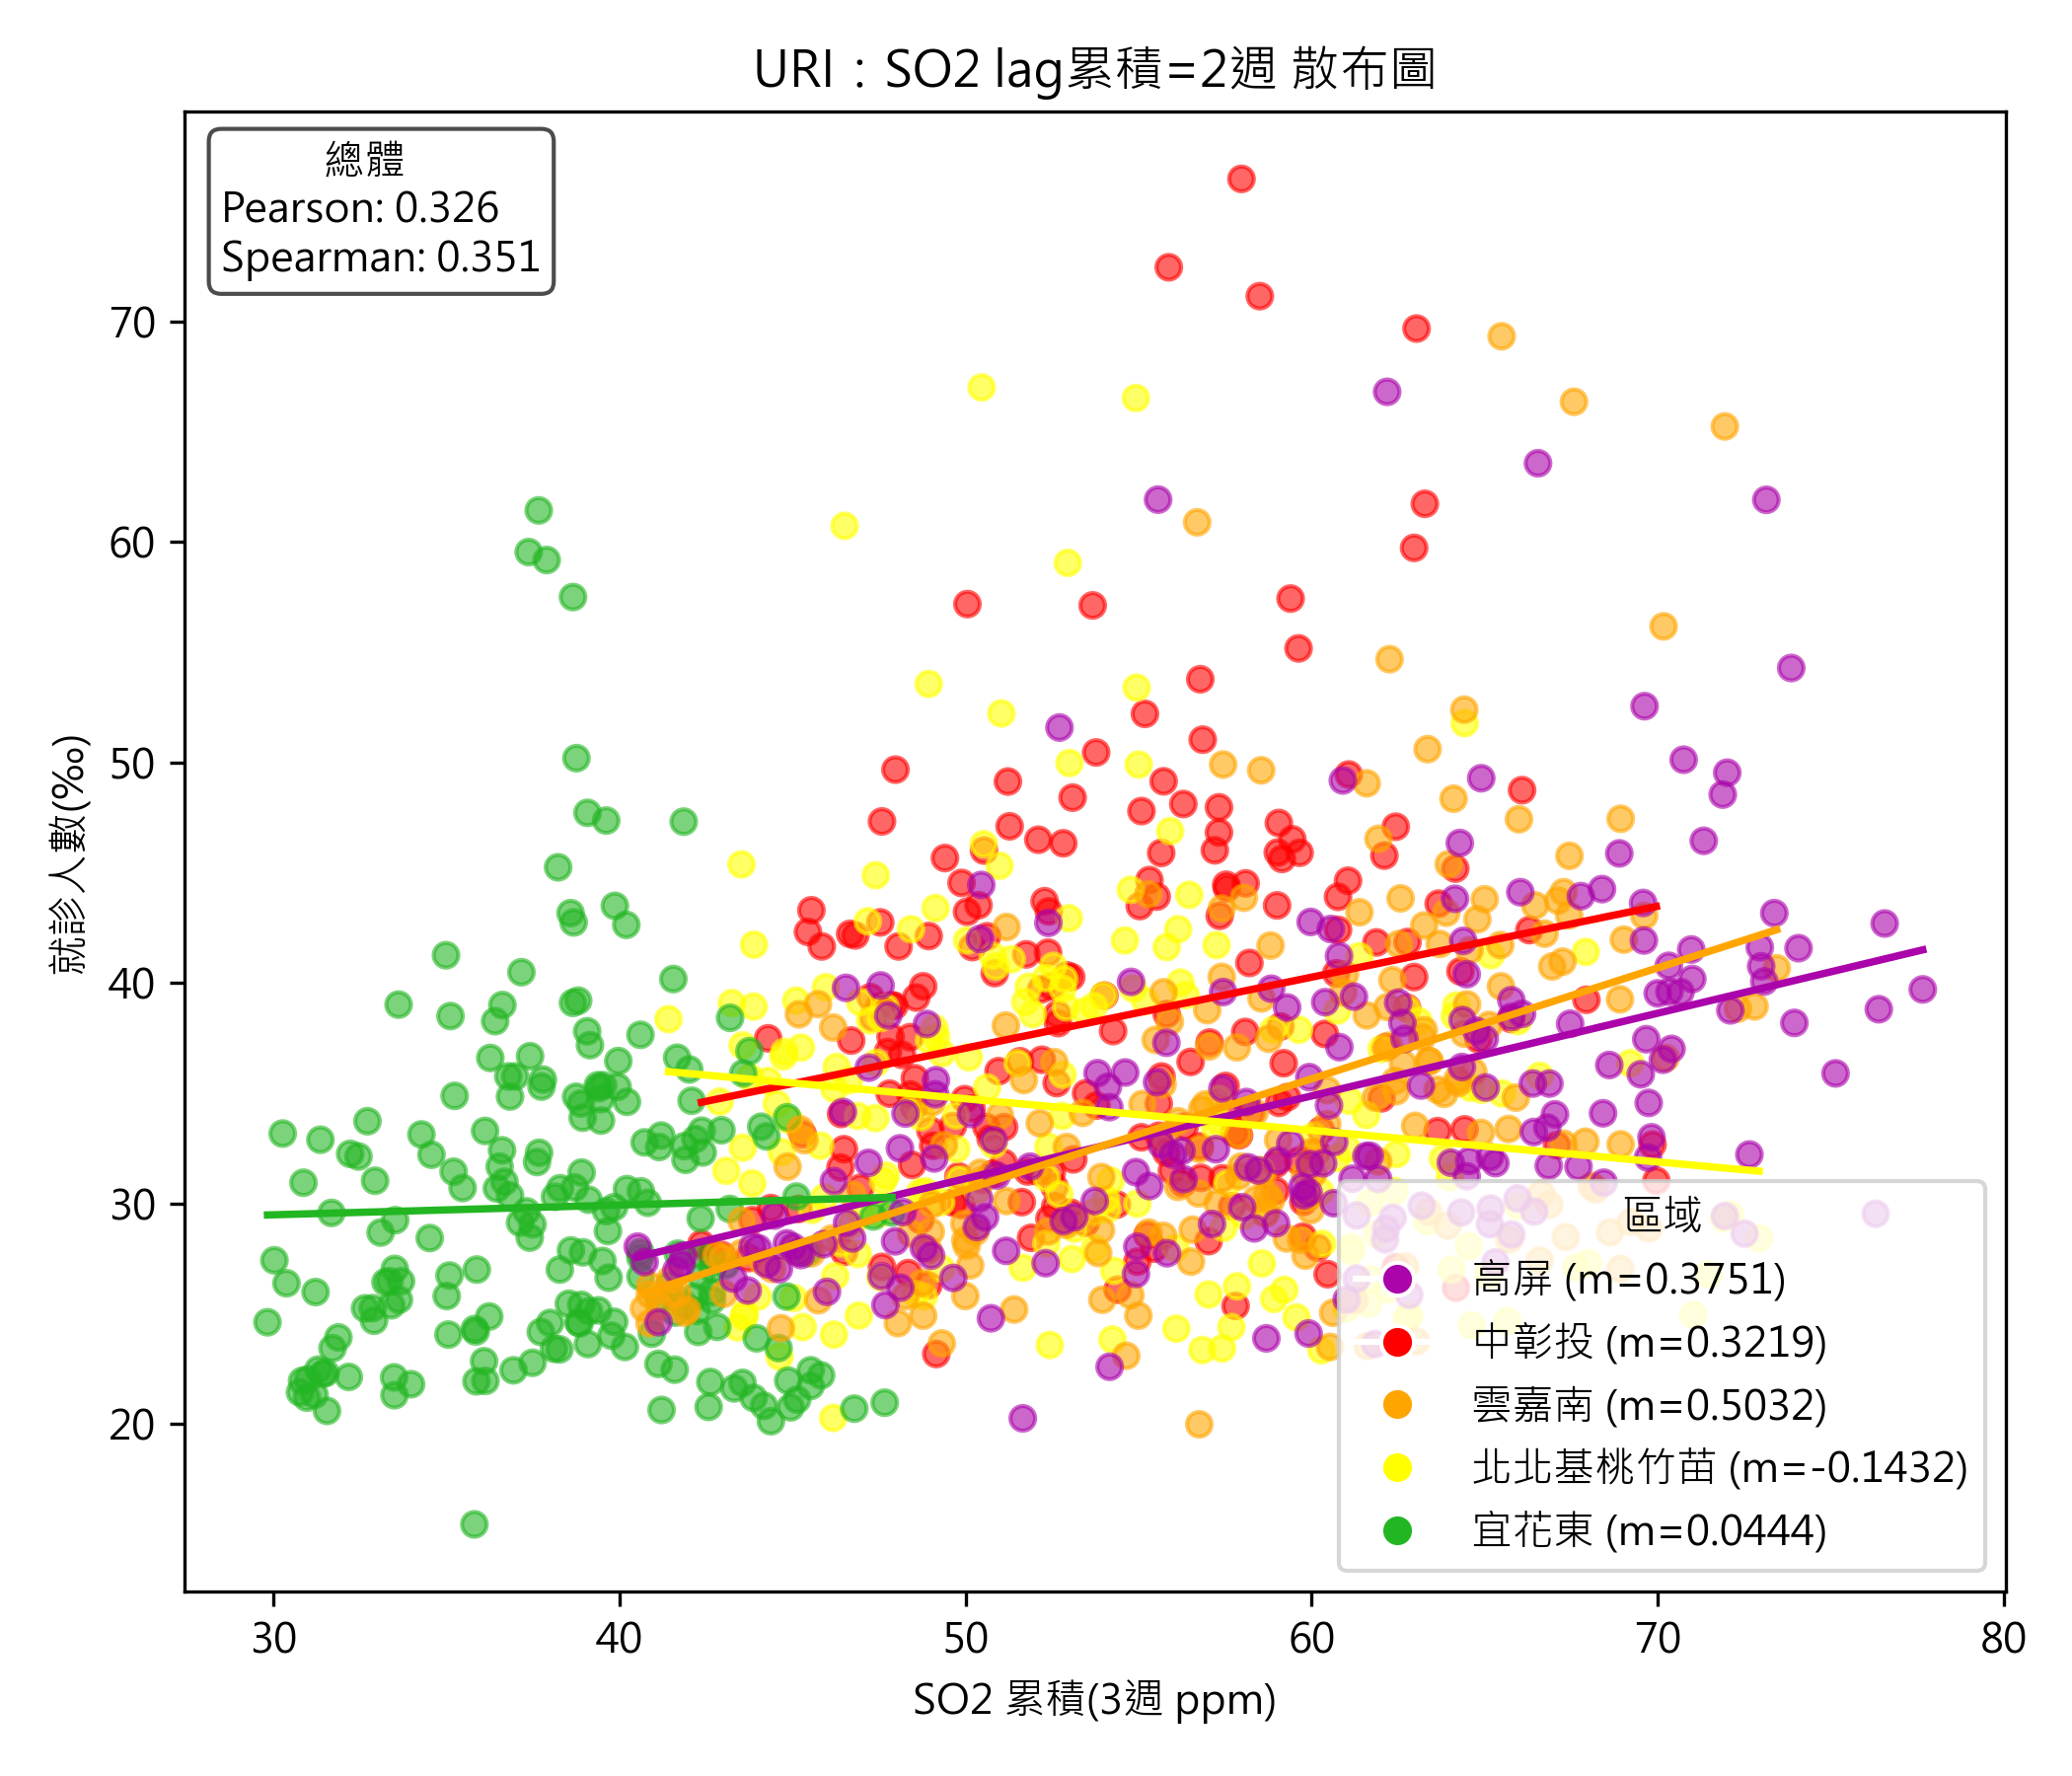 URI：SO2 lag累積=2週 散布圖
總體
Pearson: 0.326
Spearman: 0.351
就診人數(‰)
70
60
50
40
30
20
30 40 50 60 70 80
SO2 累積(3週 ppm)
區域
高屏 (m=0.3751)
中彰投 (m=0.3219)
雲嘉南 (m=0.5032)
北北基桃竹苗 (m=-0.1432)
宜花東 (m=0.0444)